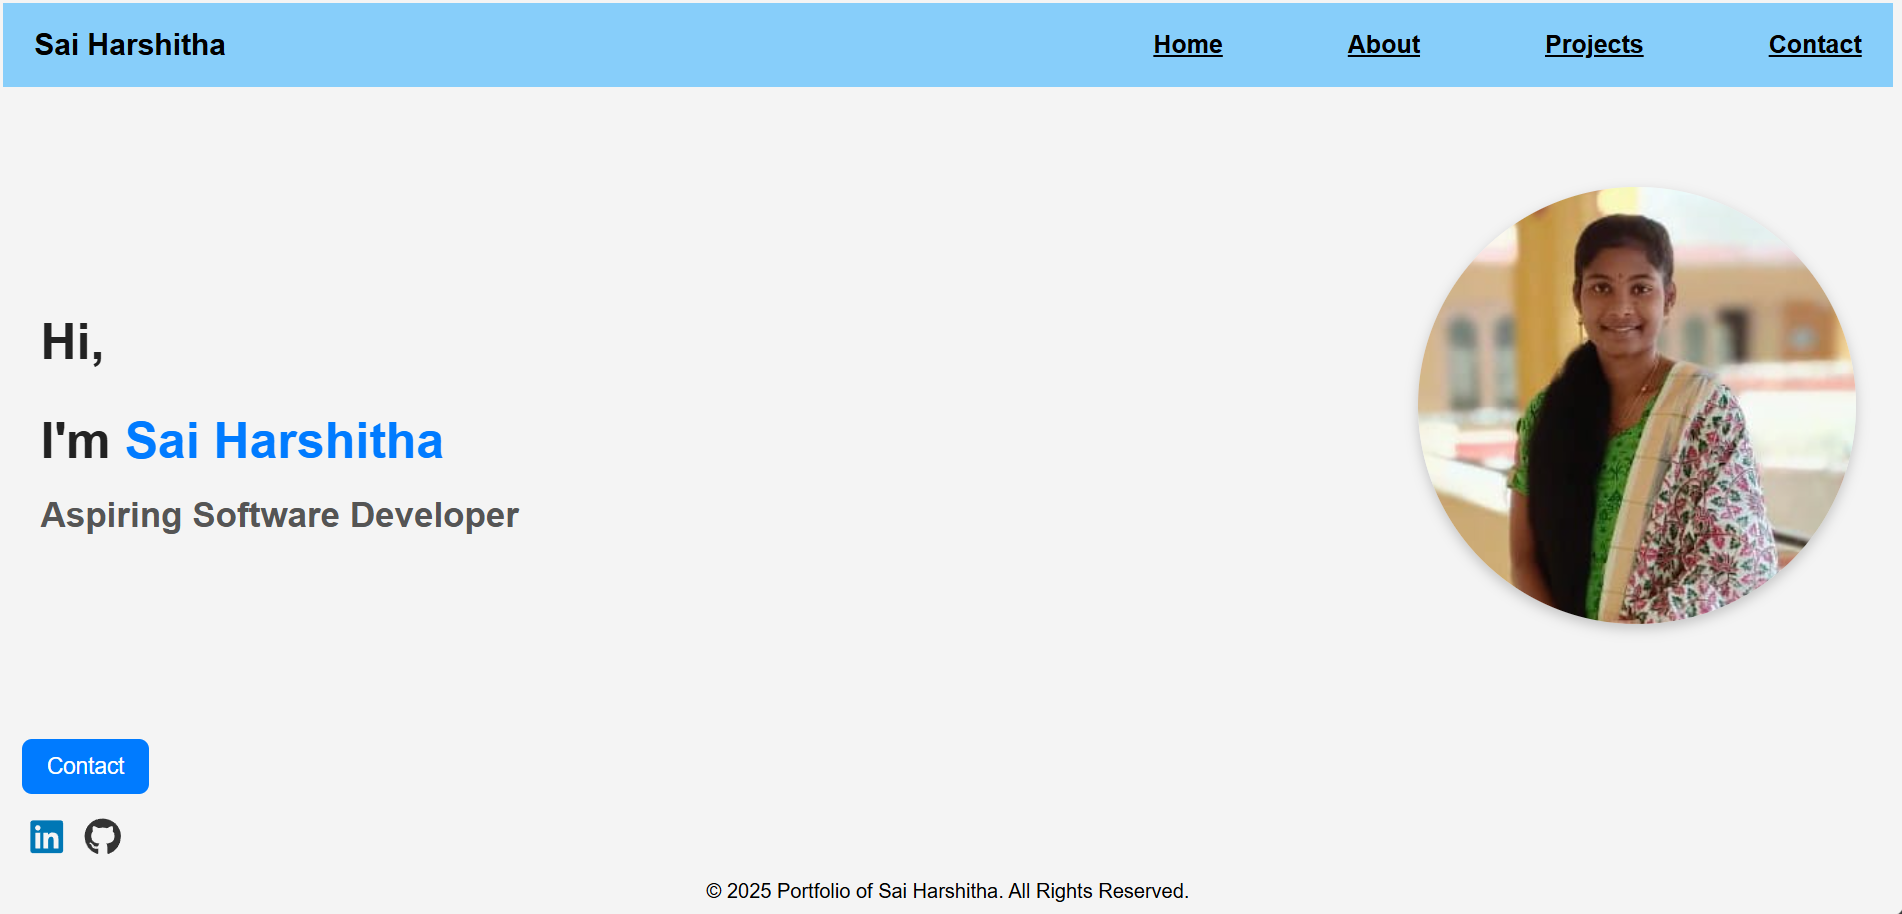 Sai Harshitha
Home
About
Projects
Contact
Hi,
I'm Sai Harshitha
Aspiring Software Developer
Contact
in
© 2025 Portfolio of Sai Harshitha. All Rights Reserved.